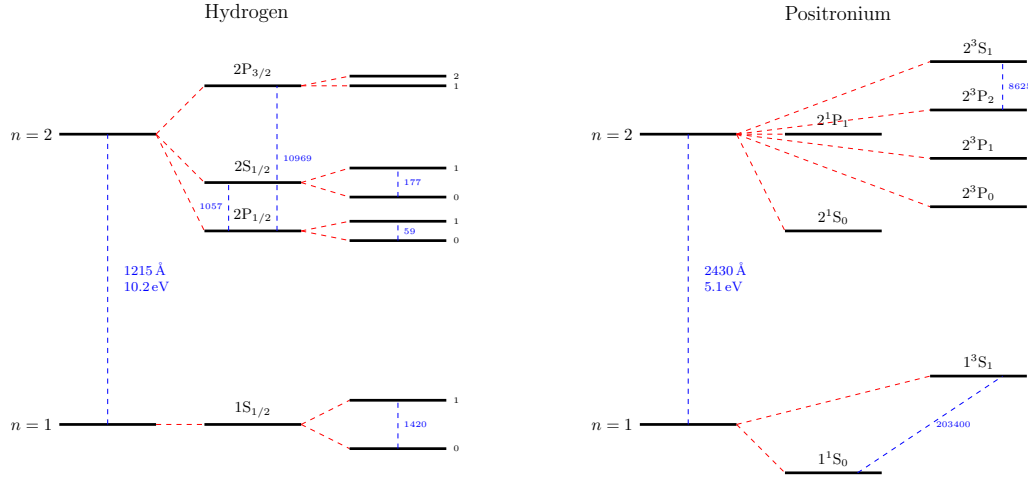 Hydrogen
2P3/2
2
1
n = 2
10969
2S1/2
1
177
0
1057
2P1/2
1
59
0
1215 Å
10.2 eV
1S1/2
1
n = 1
1420
0
Positronium
2³S₁
8625
2³P₂
2¹P₁
n = 2
2³P₁
2³P₀
2¹S₀
2430 Å
5.1 eV
1³S₁
n = 1
203400
1¹S₀